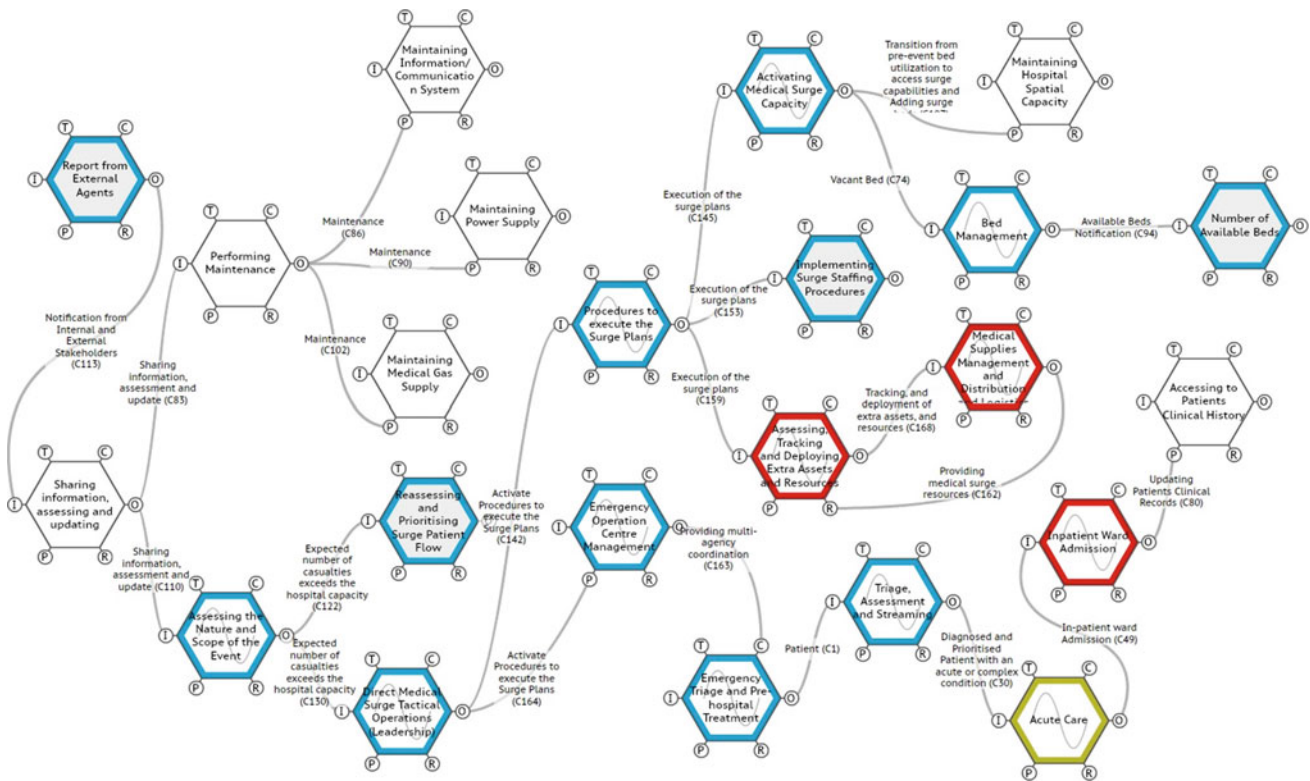 Maintaining
Information/
Communicatio
n System
Activating
Medical Surge
Capacity
Transition from
pre-event bed
utilization to
access surge
capabilities and
Adding surge
Maintaining
Hospital
Spatial
Capacity
Report from
External
Agents
Maintaining
Power Supply
Performing
Maintenance
Maintenance
(C86)
Maintenance
(C90)
Maintenance
(C102)
Maintaining
Medical Gas
Supply
Execution of the
surge plans
(C145)
Vacant Bed (C74)
Bed
Management
Available Beds
Notification (C94)
Number of
Available Beds
Implementing
Surge Staffing
Procedures
Execution of the
surge plans
(C153)
Procedures to
execute the
Surge Plans
Execution of the
surge plans
(C159)
Notification from
Internal and
External
Stakeholders
(C113)
Sharing
information,
assessment and
update (C83)
Medical
Supplies
Management
and
Distribution
and Logistics
Tracking, and
deployment of
extra assets, and
resources (C168)
Assessing,
Tracking
and Deploying
Extra Assets
and Resources
Providing
medical surge
resources (C162)
Accessing to
Patients
Clinical History
Updating
Patients Clinical
Records (C80)
Sharing
information,
assessing and
updating
Sharing
information,
assessment and
update (C110)
Reassessing
and
Prioritising
Surge Patient
Flow
Activate
Procedures to
execute the
Surge Plans
(C142)
Emergency
Operation
Centre
Management
Providing multi-
agency
coordination
(C163)
Inpatient Ward
Admission
Expected
number of
casualties
exceeds the
hospital capacity
(C122)
Assessing the
Nature and
Scope of the
Event
Expected
number of
casualties
exceeds the
hospital capacity
(C130)
Direct Medical
Surge Tactical
Operations
(Leadership)
Activate
Procedures to
execute the
Surge Plans
(C164)
Emergency
Triage and Pre-
hospital
Treatment
Patient (C1)
Triage,
Assessment
and Streaming
Diagnosed and
Prioritised
Patient with an
acute or complex
condition (C30)
In-patient ward
Admission (C49)
Acute Care